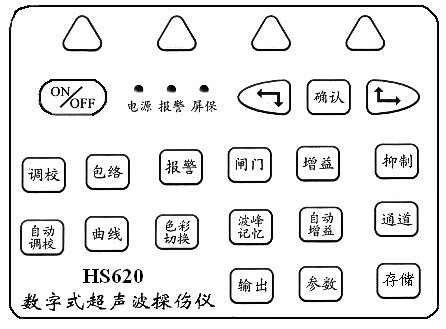 ON/OFF
电源 报警 屏保
确认
调校 包络 报警 闸门 增益 抑制
自动调校 曲线 色彩切换 波峰记忆 自动增益 通道
HS620
输出 参数 存储
数字式超声波探伤仪